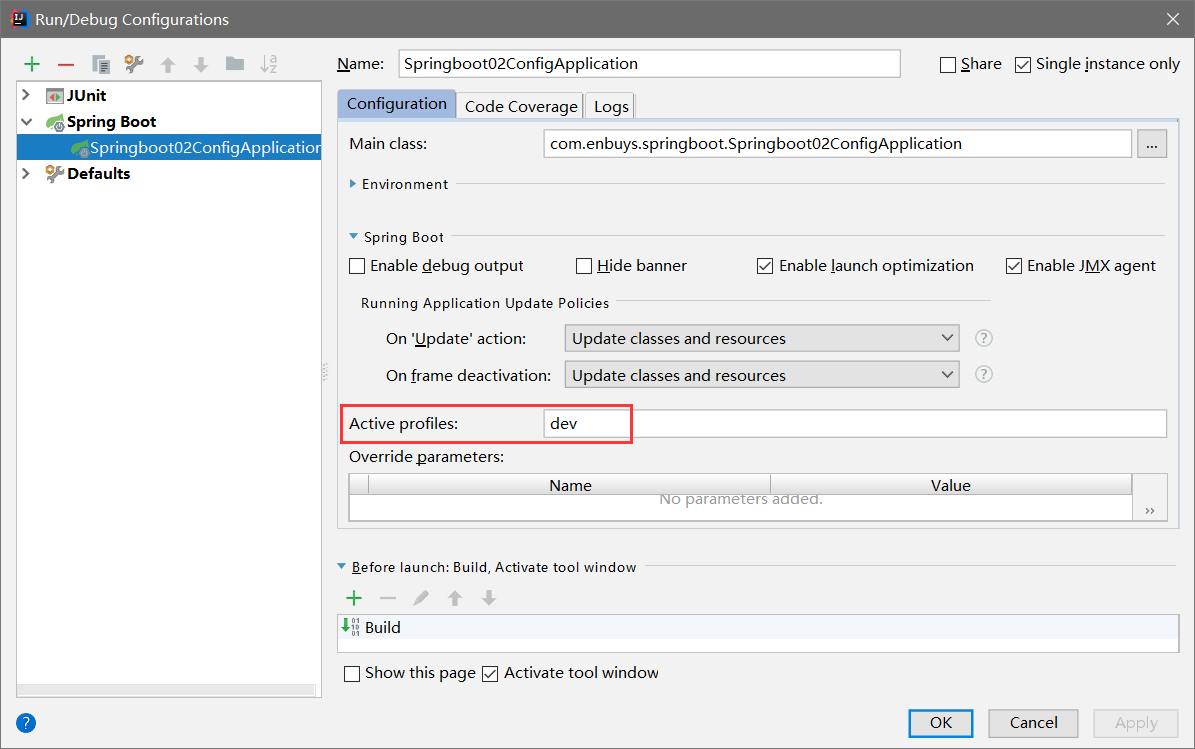 Run/Debug Configurations
Name: Springboot02ConfigApplication Share Single instance only
JUnit
Spring Boot
Springboot02ConfigApplication
Defaults
Configuration Code Coverage Logs
Main class: com.enbuys.springboot.Springboot02ConfigApplication ...
Environment
Spring Boot
Enable debug output Hide banner Enable launch optimization Enable JMX agent
Running Application Update Policies
On 'Update' action: Update classes and resources ?
On frame deactivation: Update classes and resources ?
Active profiles: dev
Override parameters:
Name Value
No parameters added.
»
Before launch: Build, Activate tool window
Build
Show this page Activate tool window
? OK Cancel Apply